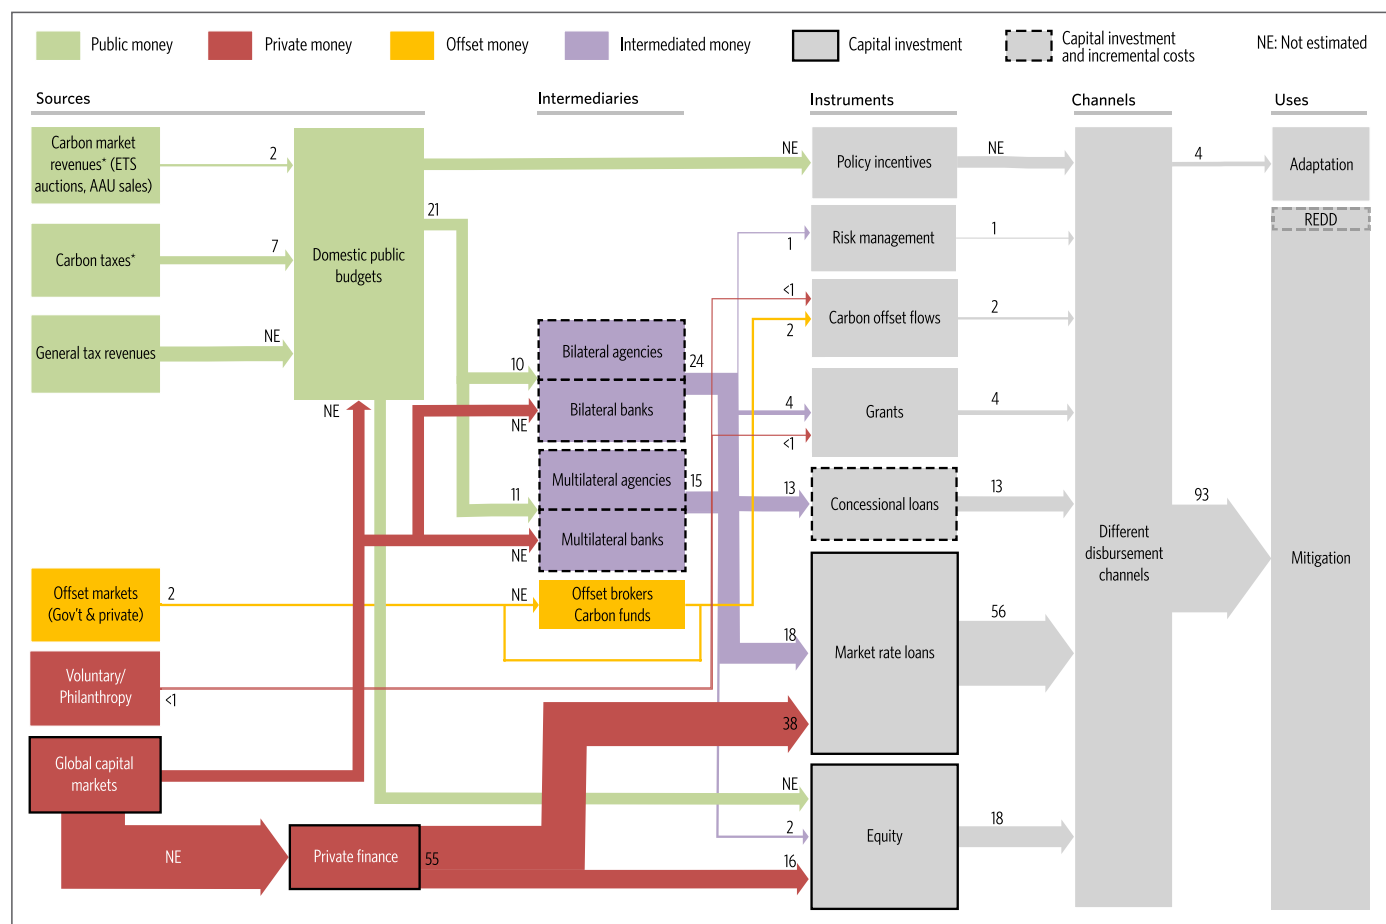 Public money
Private money
Offset money
Intermediated money
Capital investment
Capital investment
and incremental costs
NE: Not estimated
Sources
Intermediaries
Instruments
Channels
Uses
Carbon market
revenues* (ETS
auctions, AAU sales)
2
Carbon taxes*
7
General tax revenues
NE
Domestic public
budgets
21
NE
Offset markets
(Gov't & private)
2
Voluntary/
Philanthropy
<1
Global capital
markets
NE
Private finance
55
10
NE
Bilateral agencies
Bilateral banks
24
11
NE
Multilateral agencies
Multilateral banks
15
NE
Offset brokers
Carbon funds
NE
Policy incentives
NE
1
Risk management
1
<1
2
Carbon offset flows
2
4
<1
Grants
4
13
Concessional loans
13
18
38
Market rate loans
56
NE
2
16
Equity
18
Different
disbursement
channels
4
93
Adaptation
REDD
Mitigation